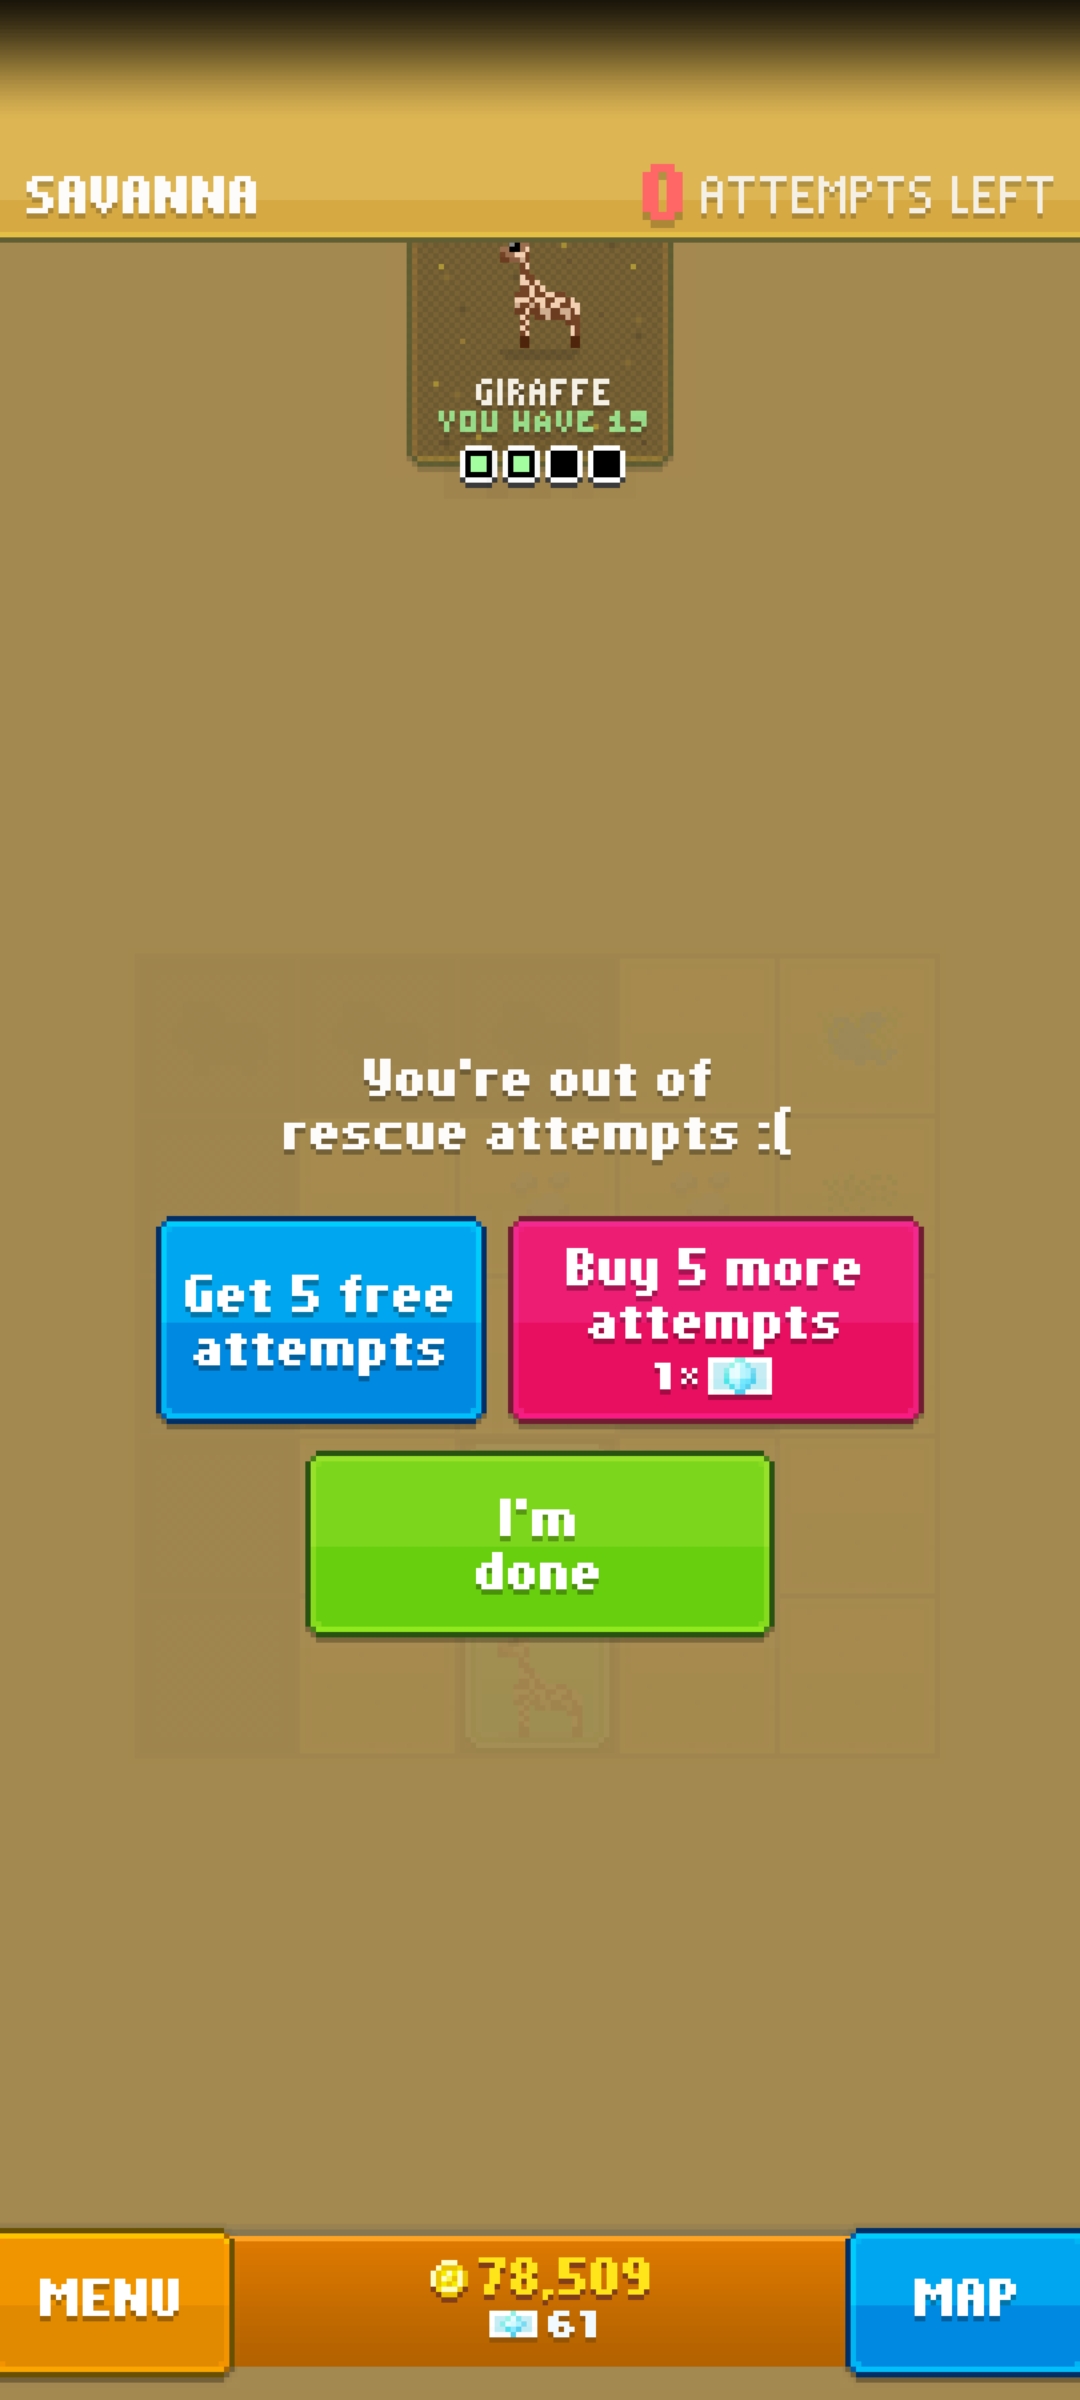 SAVANNA
0 ATTEMPTS LEFT
GIRAFFE
YOU HAVE 19
You're out of
rescue attempts :(
Get 5 free
attempts
Buy 5 more
attempts
1×
I'm
done
MENU
78,509
61
MAP